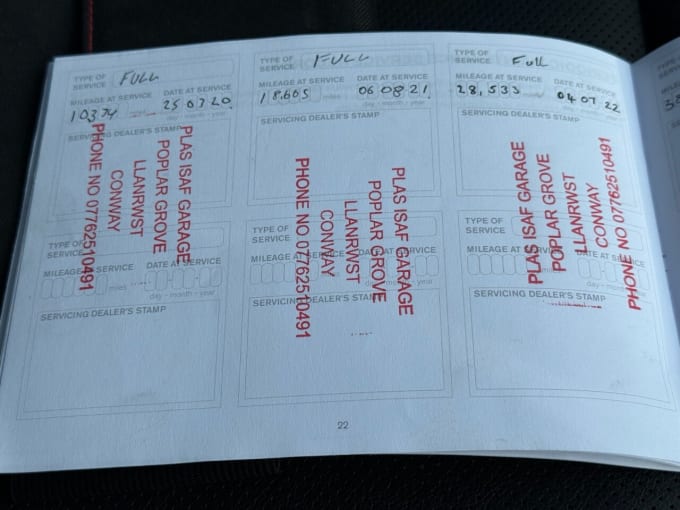 TYPE OF SERVICE FULL
MILEAGE AT SERVICE DATE AT SERVICE
10374 25 07 20
day - month - year
SERVICING DEALER'S STAMP
PLAS ISAF GARAGE
POPLAR GROVE
LLANRWST
CONWAY
PHONE NO 07762510491
TYPE OF SERVICE FULL
MILEAGE AT SERVICE DATE AT SERVICE
18.605 06 08 21
day - month - year
SERVICING DEALER'S STAMP
PLAS ISAF GARAGE
POPLAR GROVE
LLANRWST
CONWAY
PHONE NO 07762510491
TYPE OF SERVICE Full
MILEAGE AT SERVICE DATE AT SERVICE
28,533 04 07 22
day - month - year
SERVICING DEALER'S STAMP
PLAS ISAF GARAGE
POPLAR GROVE
LLANRWST
CONWAY
PHONE NO 07762510491
TYPE OF SERVICE
MILEAGE AT SERVICE DATE AT SERVICE
miles day - month - year
SERVICING DEALER'S STAMP
TYPE OF SERVICE
MILEAGE AT SERVICE DATE AT SERVICE
miles day - month - year
SERVICING DEALER'S STAMP
TYPE OF SERVICE
MILEAGE AT SERVICE DATE AT SERVICE
miles day - month - year
SERVICING DEALER'S STAMP
22